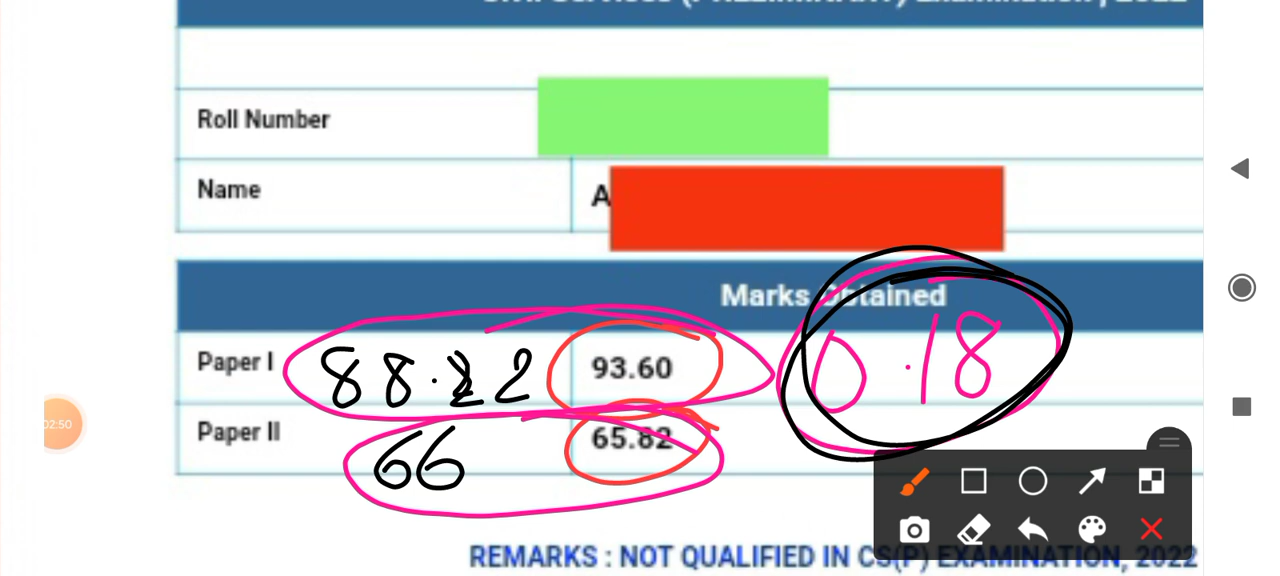 Civil Services (PRELIMINARY) Examination, 2022
Roll Number
Name A
Marks Obtained
Paper I 88.22 93.60 0.18
Paper II 66 65.82
02:50
REMARKS : NOT QUALIFIED IN CS(P) EXAMINATION, 2022